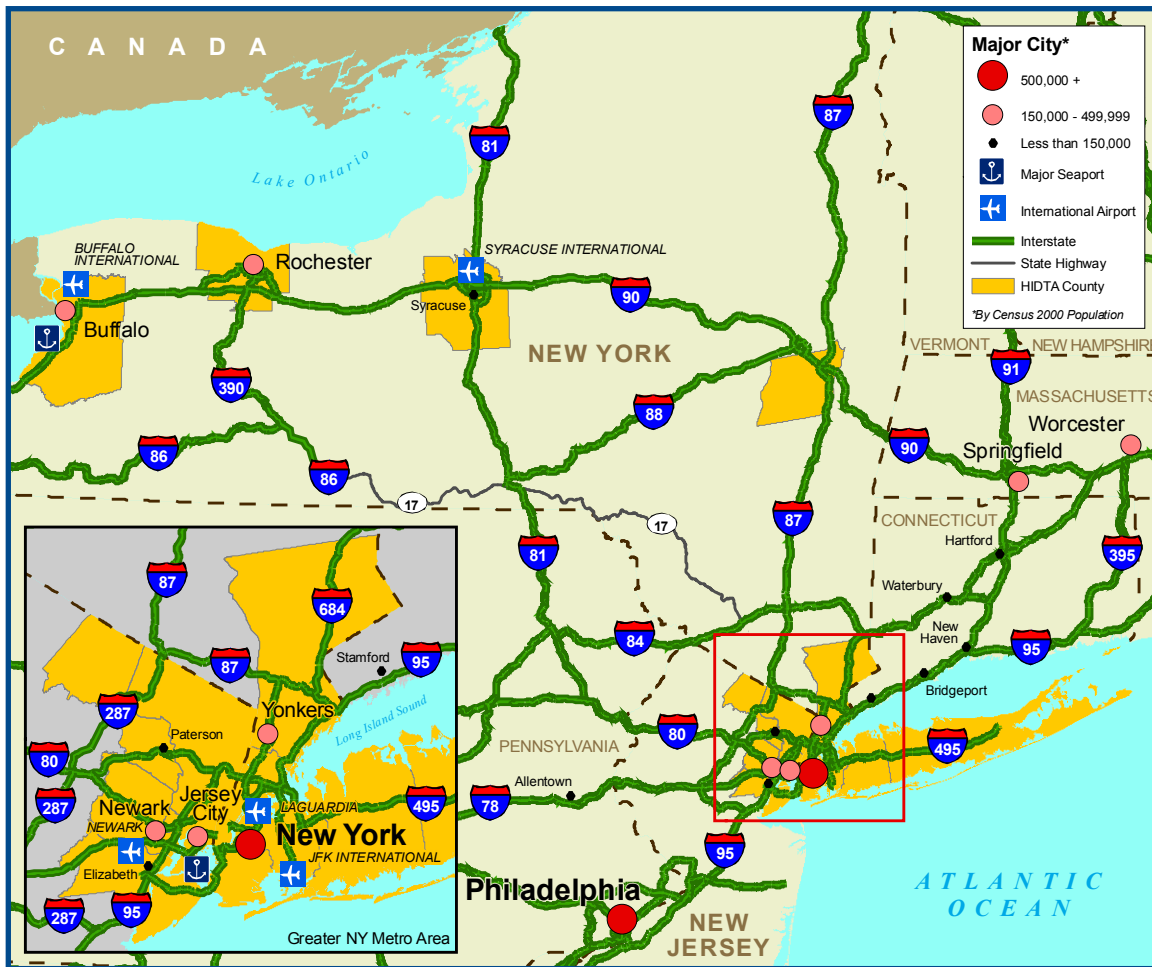 CANADA
Major City*
500,000 +
150,000 - 499,999
Less than 150,000
Major Seaport
International Airport
Interstate
State Highway
HIDTA County
*By Census 2000 Population
87
81
Lake Ontario
BUFFALO
INTERNATIONAL
Rochester
SYRACUSE INTERNATIONAL
Syracuse
90
Buffalo
NEW YORK
VERMONT
NEW HAMPSHIRE
91
390
88
MASSACHUSETTS
Worcester
86
90
Springfield
86
17
17
87
CONNECTICUT
Hartford
81
395
Waterbury
84
New
Haven
95
Bridgeport
80
PENNSYLVANIA
495
Allentown
78
95
Philadelphia
NEW
JERSEY
ATLANTIC
OCEAN
87
684
87
Stamford
95
287
Yonkers
Long Island Sound
80
Paterson
287
Jersey
City
Newark
NEWARK
LAGUARDIA
495
New York
JFK INTERNATIONAL
Elizabeth
287
95
Greater NY Metro Area